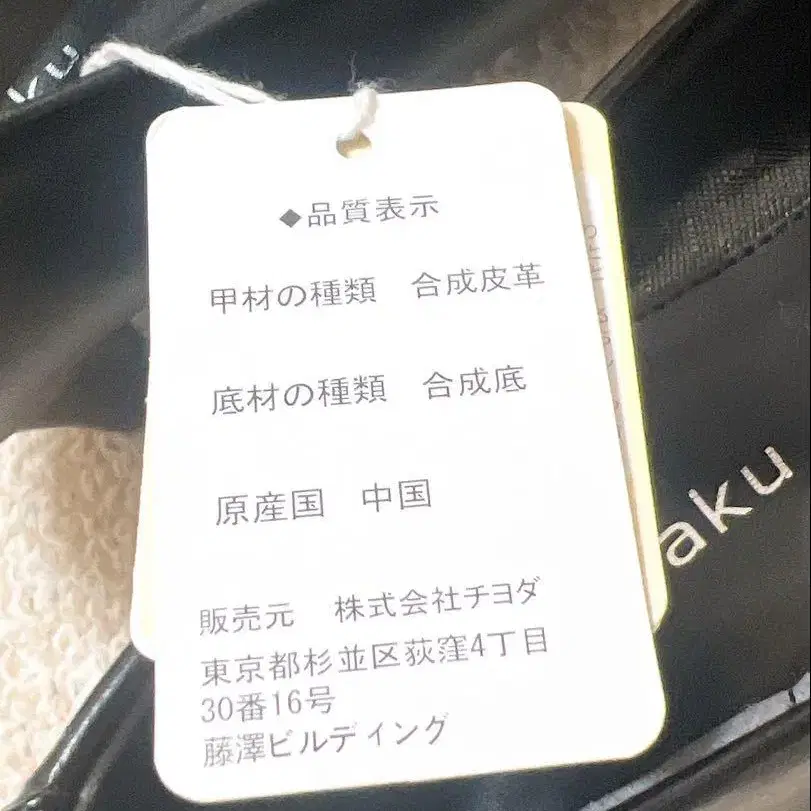 ◆品質表示
甲材の種類　合成皮革
底材の種類　合成底
原産国　中国
販売元　株式会社チヨダ
東京都杉並区荻窪4丁目
30番16号
藤澤ビルディング
aku
ku